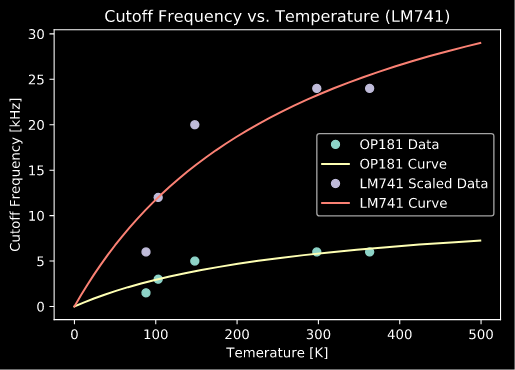 Cutoff Frequency vs. Temperature (LM741)
30
25
20
15
10
5
0
Cutoff Frequency [kHz]
OP181 Data
OP181 Curve
LM741 Scaled Data
LM741 Curve
0 100 200 300 400 500
Temerature [K]